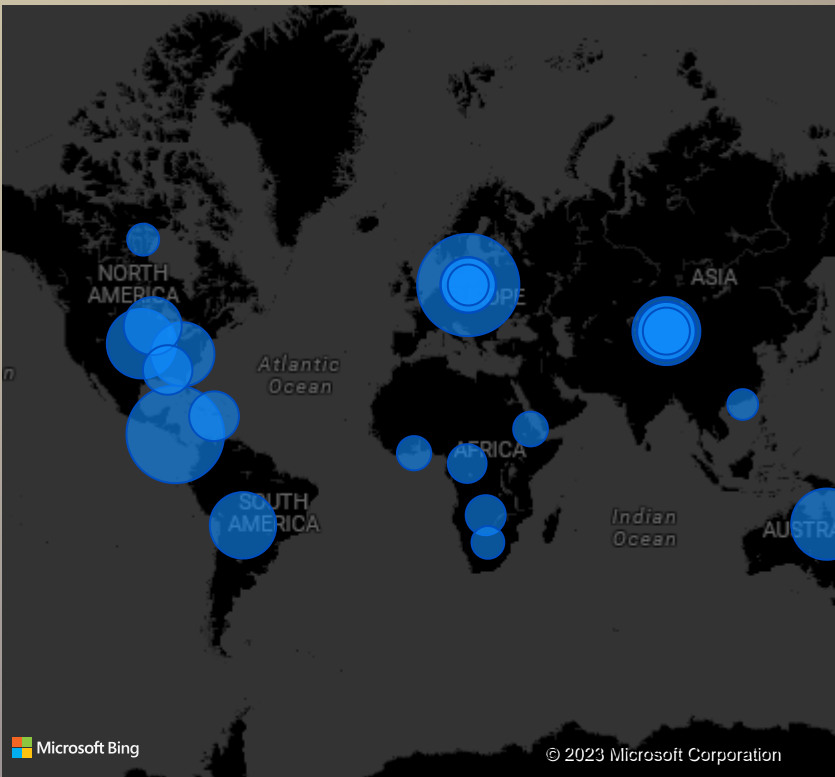 NORTH
AMERICA
ASIA
Atlantic
Ocean
AFRICA
SOUTH
AMERICA
Indian
Ocean
Microsoft Bing
© 2023 Microsoft Corporation